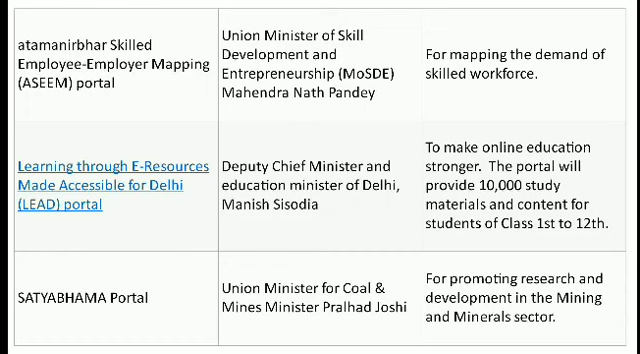 atamanirbhar Skilled
Employee-Employer Mapping
(ASEEM) portal
Union Minister of Skill
Development and
Entrepreneurship (MoSDE)
Mahendra Nath Pandey
For mapping the demand of
skilled workforce.
Learning through E-Resources
Made Accessible for Delhi
(LEAD) portal
Deputy Chief Minister and
education minister of Delhi,
Manish Sisodia
To make online education
stronger. The portal will
provide 10,000 study
materials and content for
students of Class 1st to 12th.
SATYABHAMA Portal
Union Minister for Coal &
Mines Minister Pralhad Joshi
For promoting research and
development in the Mining
and Minerals sector.